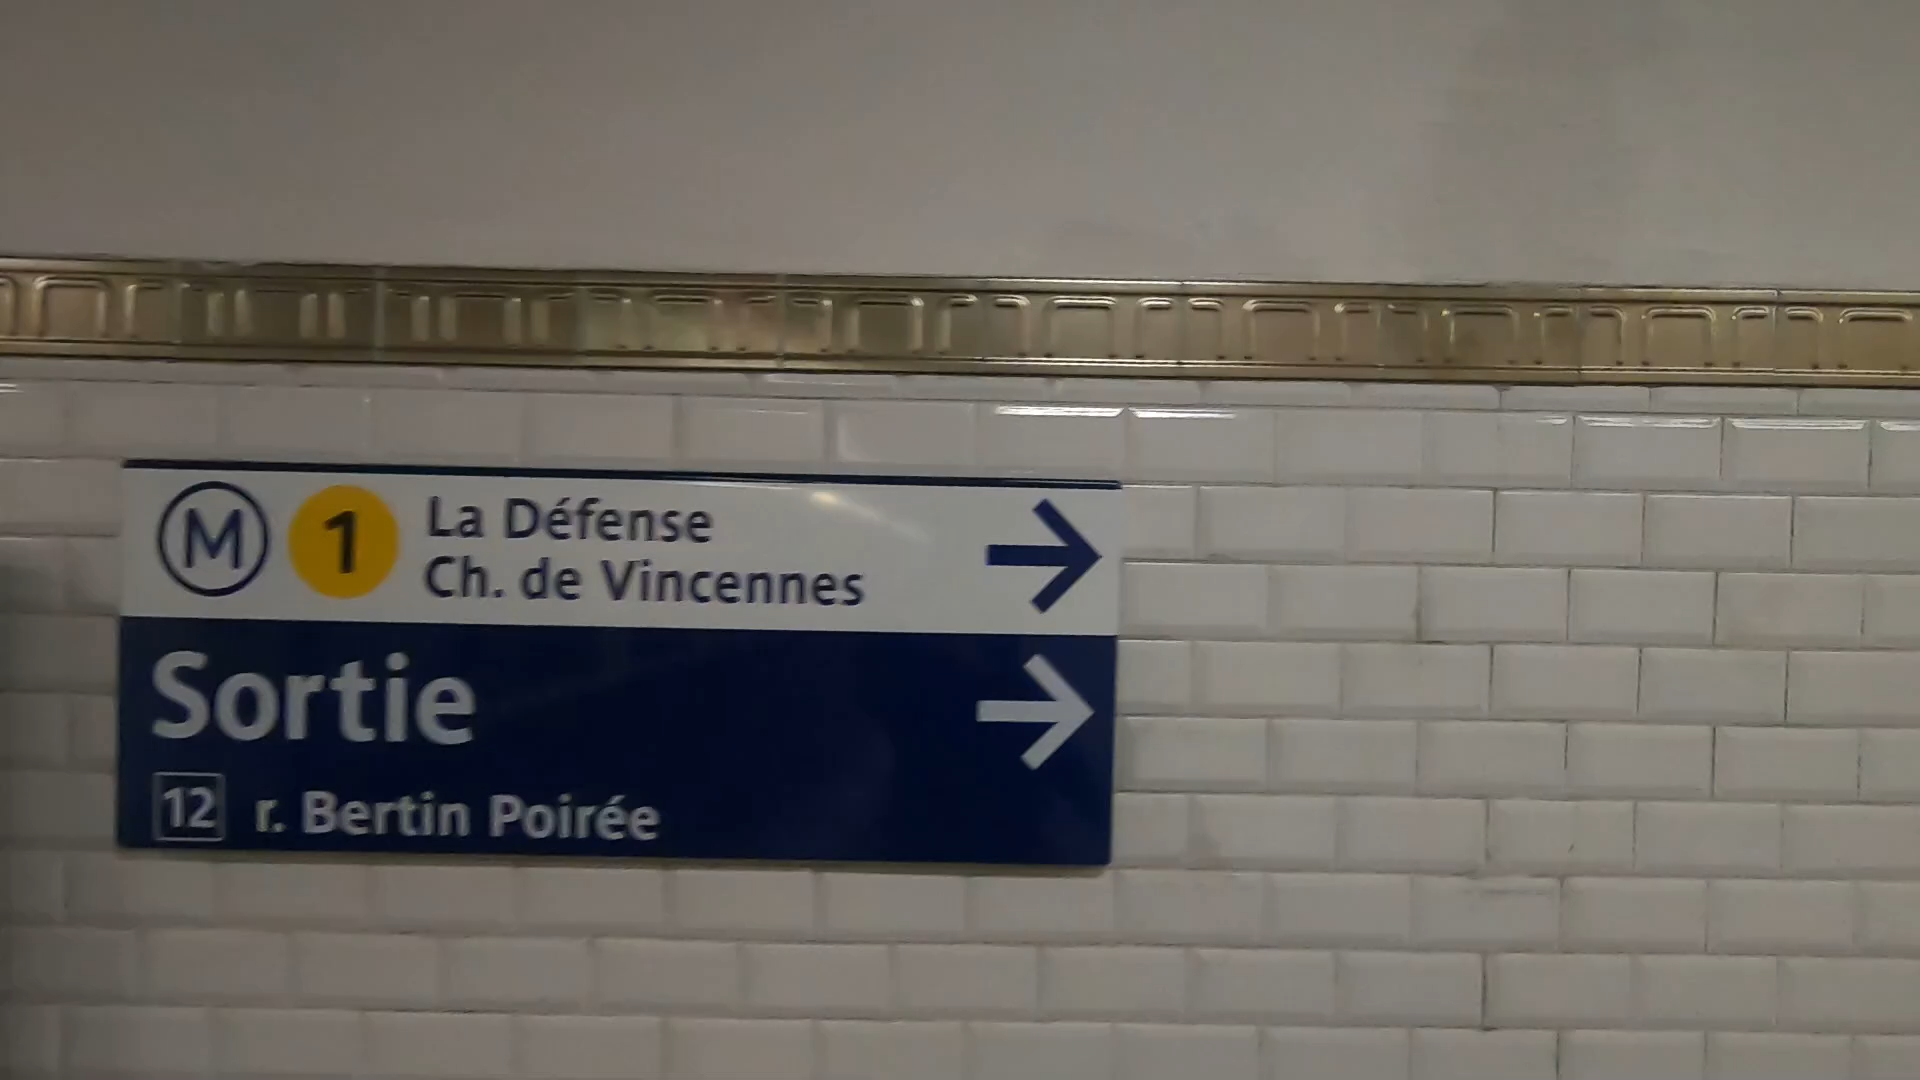 M 1 La Défense
Ch. de Vincennes
Sortie
12 r. Bertin Poirée